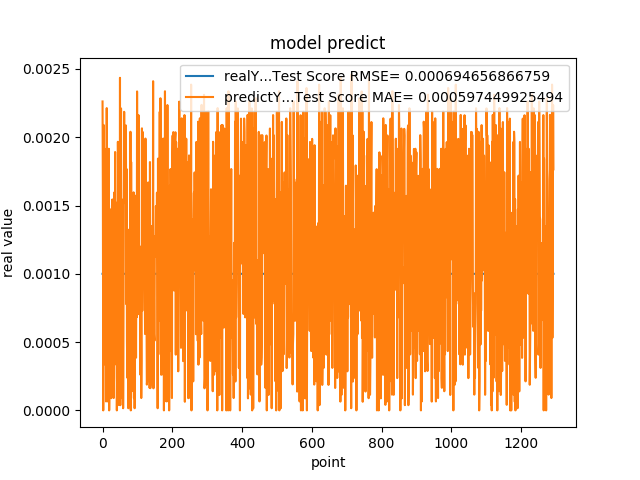 model predict
realY...Test Score RMSE= 0.000694656866759
predictY...Test Score MAE= 0.000597449925494
0.0025
0.0020
0.0015
0.0010
0.0005
0.0000
real value
0 200 400 600 800 1000 1200
point